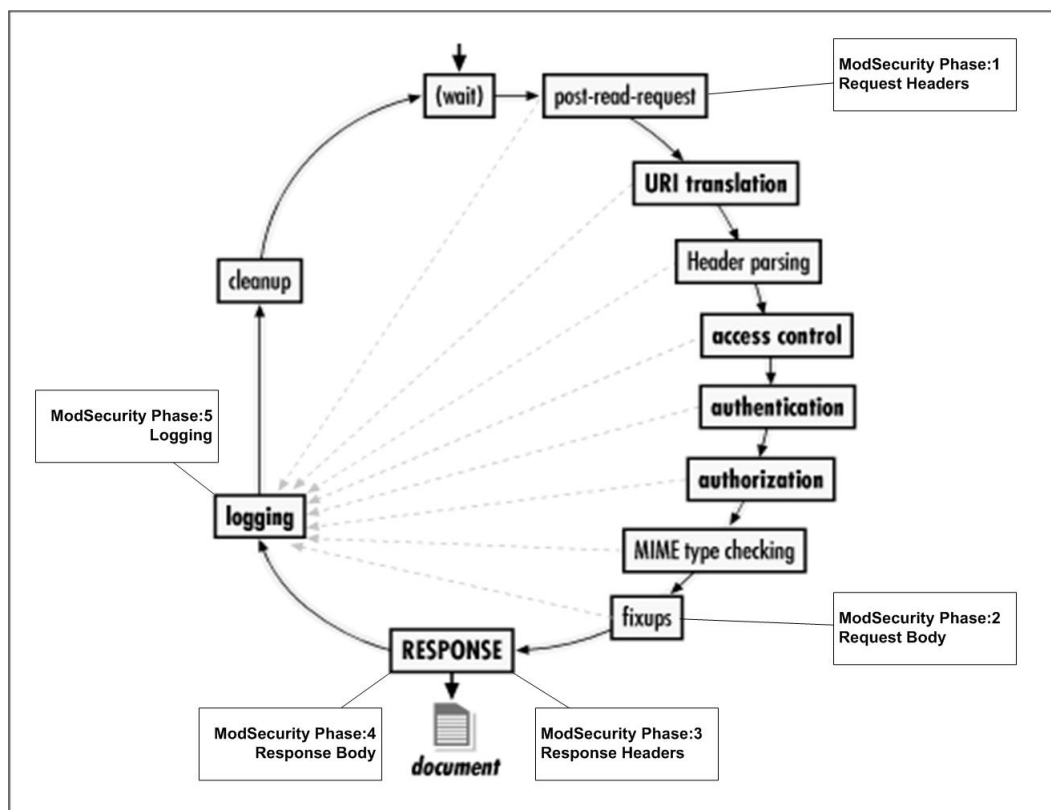 ModSecurity Phase:1
Request Headers
(wait)
post-read-request
URI translation
Header parsing
cleanup
access control
ModSecurity Phase:5
Logging
authentication
authorization
logging
MIME type checking
fixups
ModSecurity Phase:2
Request Body
RESPONSE
ModSecurity Phase:4
Response Body
ModSecurity Phase:3
Response Headers
document